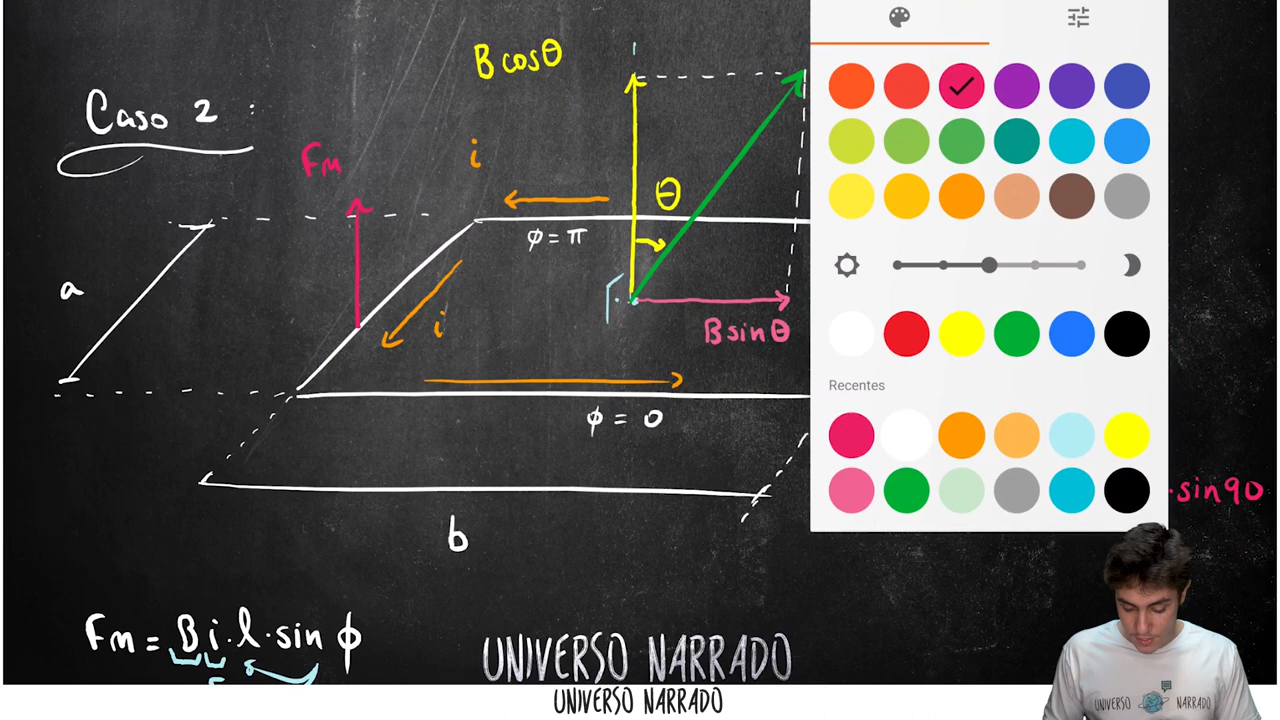 B cosθ
Caso 2 :
Fm
i
θ
φ = π
a
i
B sinθ
φ = 0
Recentes
· sin90
b
Fm = B i · l · sin φ
UNIVERSO NARRADO
UNIVERSO NARRADO
UNIVERSO NARRADO